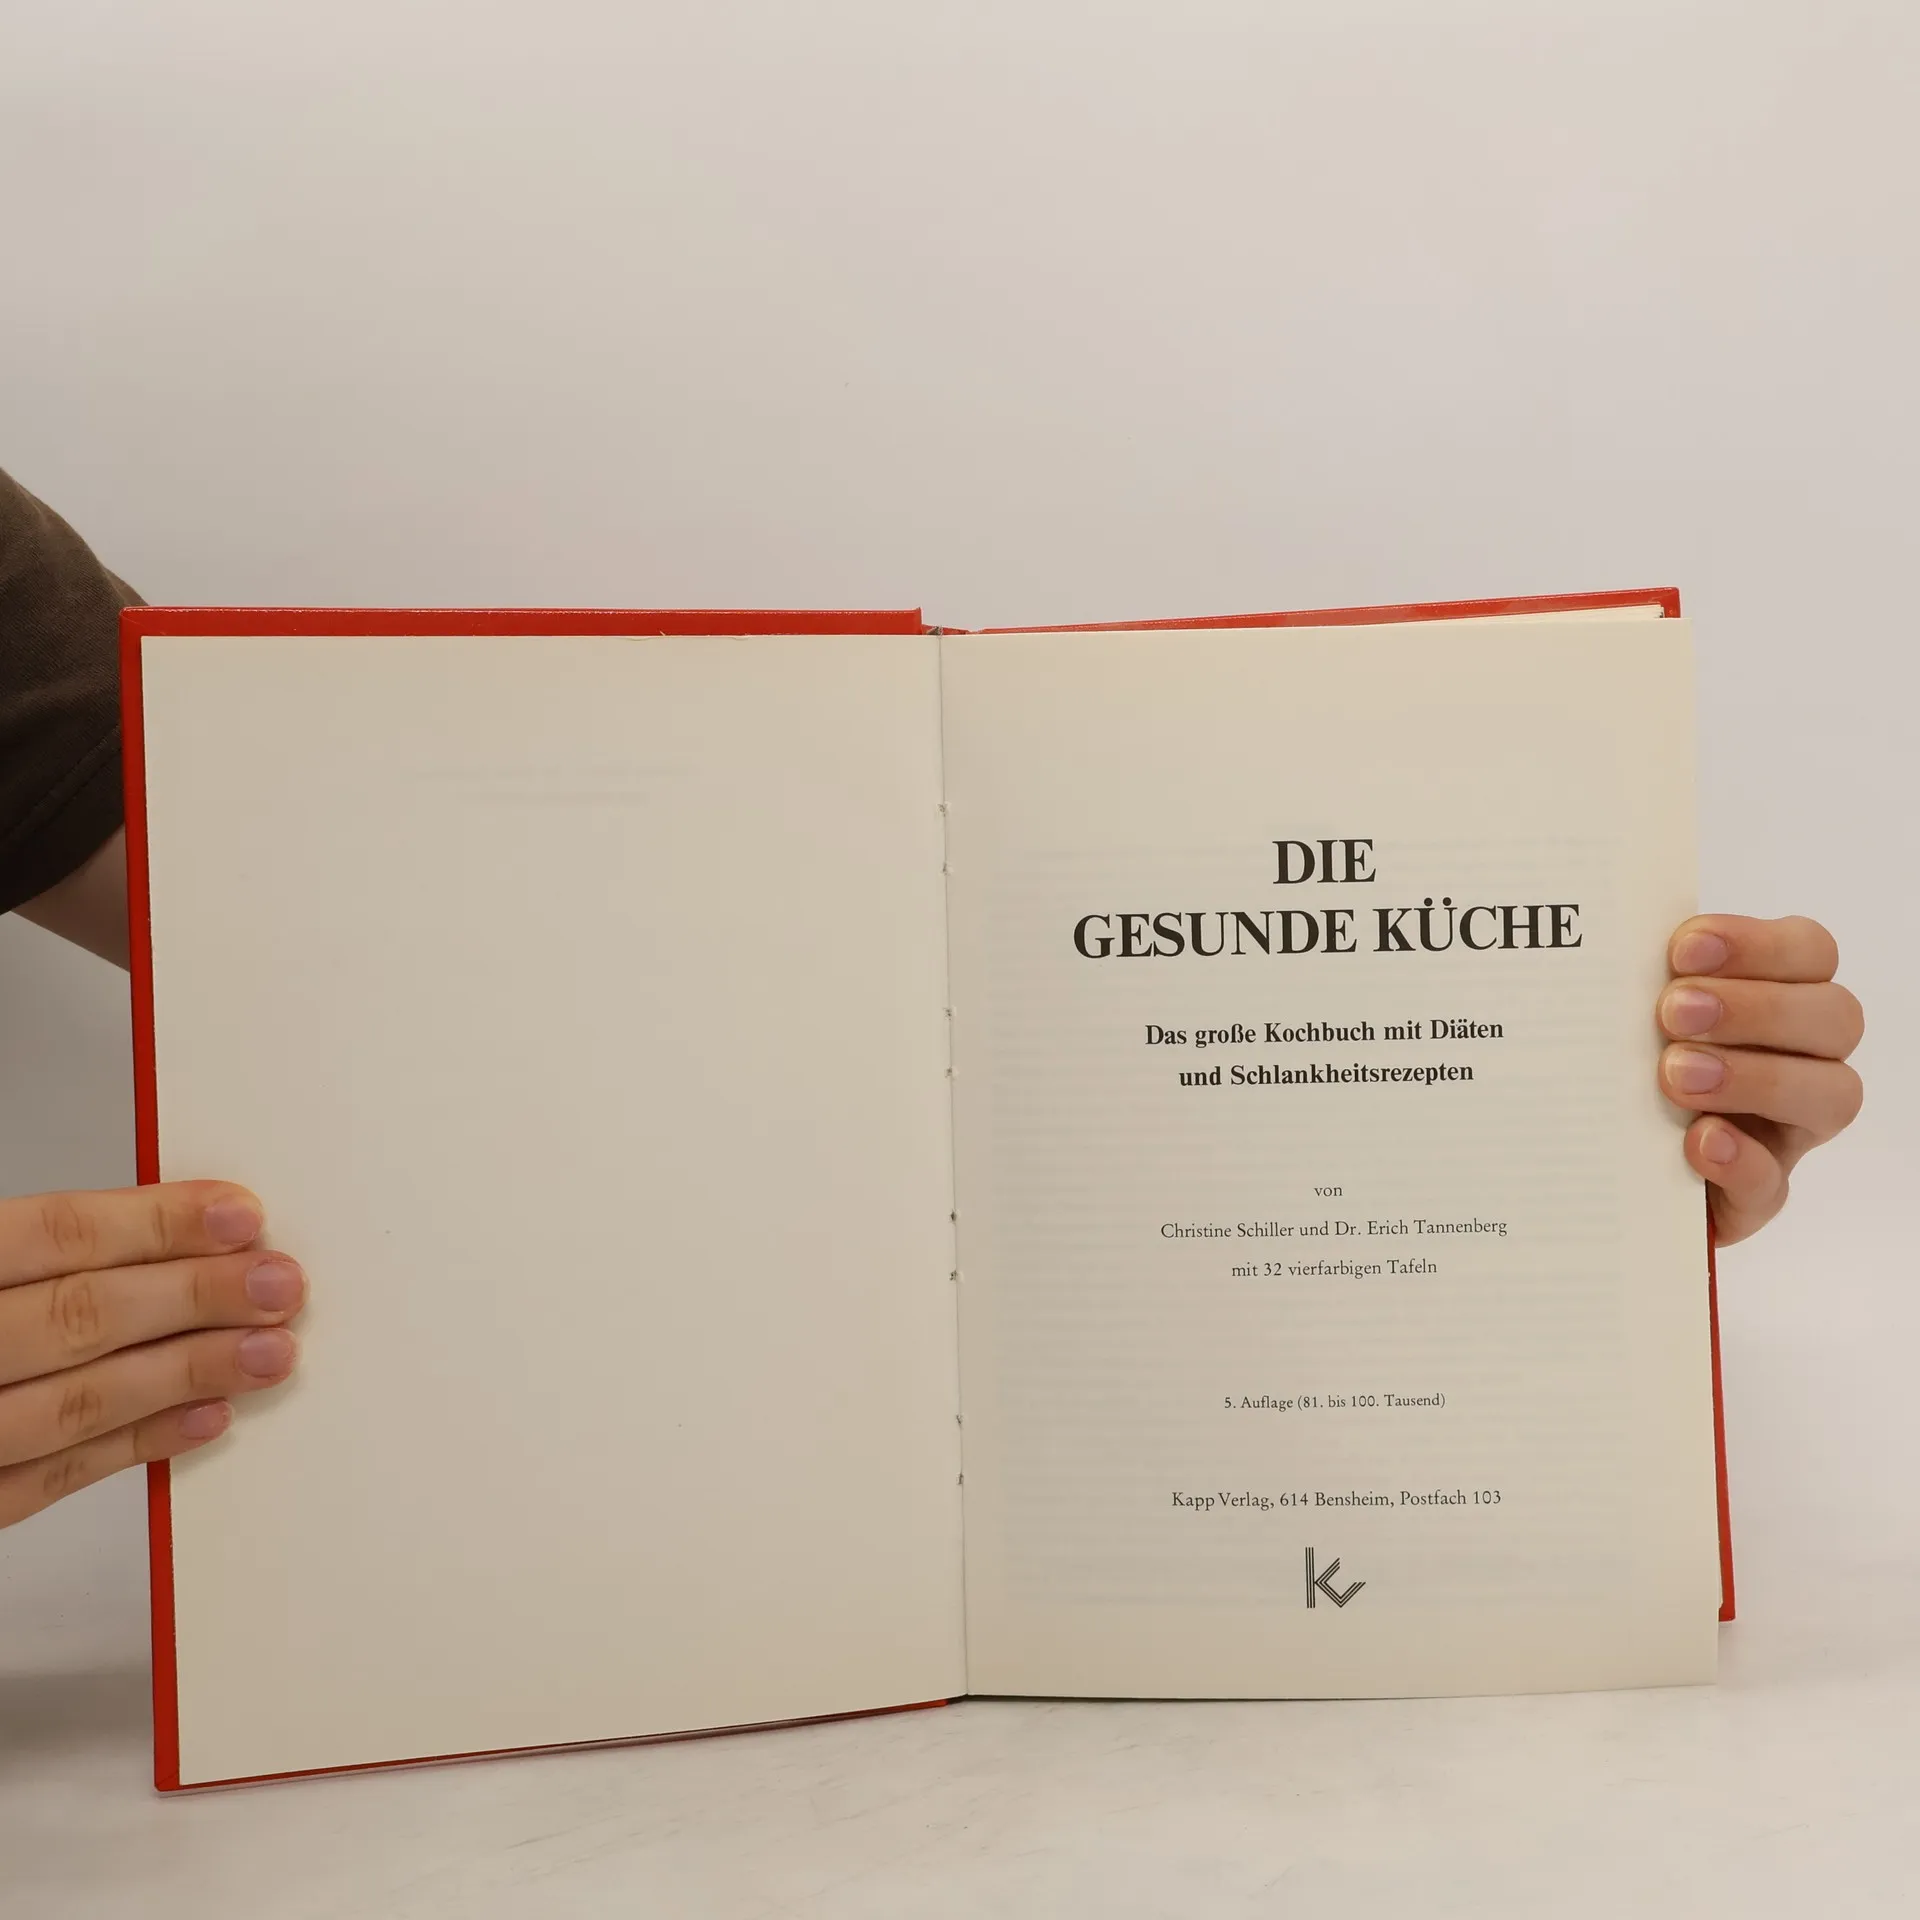 DIE
GESUNDE KÜCHE
Das große Kochbuch mit Diäten
und Schlankheitsrezepten
von
Christine Schiller und Dr. Erich Tannenberg
mit 32 vierfarbigen Tafeln
5. Auflage (81. bis 100. Tausend)
Kapp Verlag, 614 Bensheim, Postfach 103